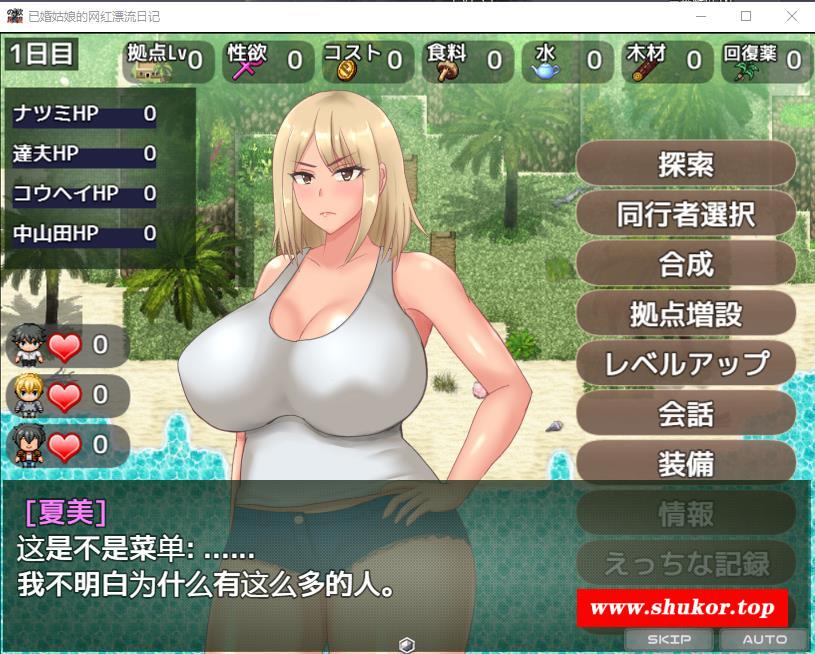 已婚姑娘的网红漂流日记
1日目
拠点Lv 0
性欲 0
コスト 0
食料 0
水 0
木材 0
回復薬 0
ナツミHP 0
達夫HP 0
コウヘイHP 0
中山田HP 0
0
0
0
探索
同行者選択
合成
拠点増設
レベルアップ
会話
装備
情報
えっちな記録
[夏美]
这是不是菜单: ……
我不明白为什么有这么多的人。
www.shukor.top
SKIP
AUTO